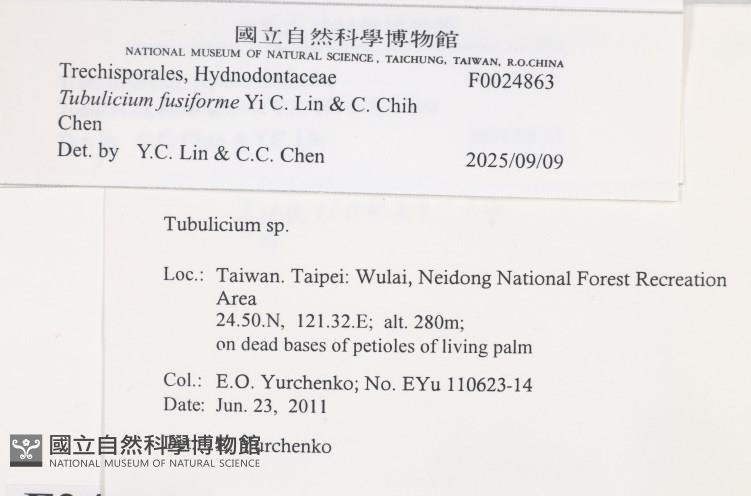 國立自然科學博物館
NATIONAL MUSEUM OF NATURAL SCIENCE, TAICHUNG, TAIWAN, R.O.CHINA
Trechisporales, Hydnodontaceae F0024863
Tubulicium fusiforme Yi C. Lin & C. Chih
Chen
Det. by Y.C. Lin & C.C. Chen 2025/09/09
Tubulicium sp.
Loc.: Taiwan. Taipei: Wulai, Neidong National Forest Recreation
Area
24.50.N, 121.32.E; alt. 280m;
on dead bases of petioles of living palm
Col.: E.O. Yurchenko; No. EYu 110623-14
Date: Jun. 23, 2011
Yurchenko
國立自然科學博物館
NATIONAL MUSEUM OF NATURAL SCIENCE